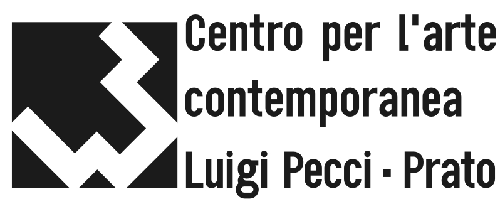 Centro per l'arte
contemporanea
Luigi Pecci · Prato